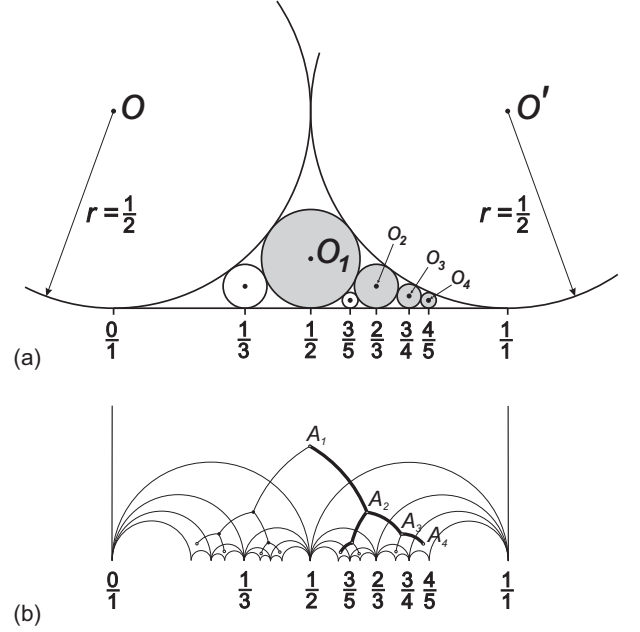 O O'
r = 1/2 r = 1/2
O₁ O₂ O₃ O₄
0/1 1/3 1/2 3/5 2/3 3/4 4/5 1/1
(a)
A₁
A₂
A₃
A₄
0/1 1/3 1/2 3/5 2/3 3/4 4/5 1/1
(b)